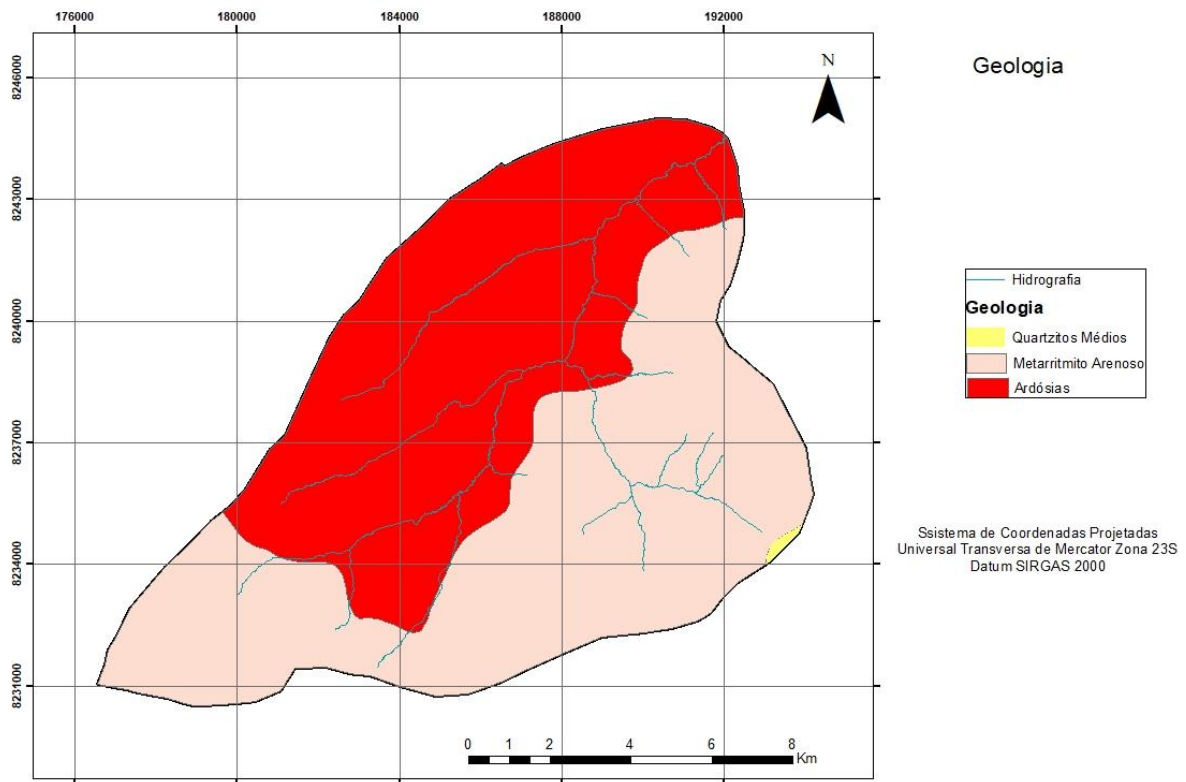 176000 180000 184000 188000 192000
8246000
8243000
8240000
8237000
8234000
8231000
N
0 1 2 4 6 8
Km
Geologia
Hidrografia
Geologia
Quartzitos Médios
Metarritmito Arenoso
Ardósias
Ssistema de Coordenadas Projetadas
Universal Transversa de Mercator Zona 23S
Datum SIRGAS 2000